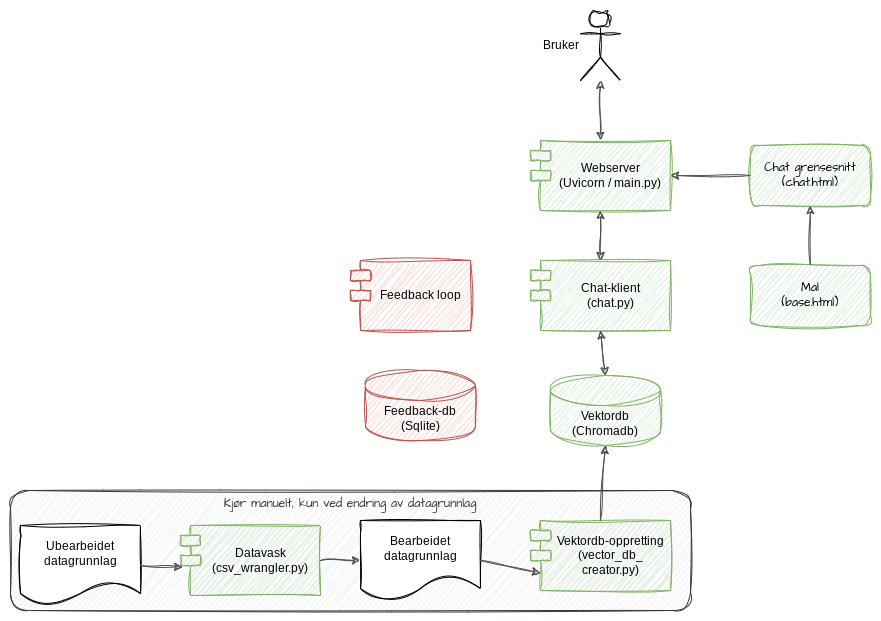 Bruker
Webserver
(Uvicorn / main.py)
Chat grensesnitt
(chat.html)
Feedback loop
Chat-klient
(chat.py)
Mal
(base.html)
Feedback-db
(Sqlite)
Vektordb
(Chromadb)
Kjør manuelt, kun ved endring av datagrunnlag
Ubearbeidet
datagrunnlag
Datavask
(csv_wrangler.py)
Bearbeidet
datagrunnlag
Vektordb-oppretting
(vector_db_
creator.py)